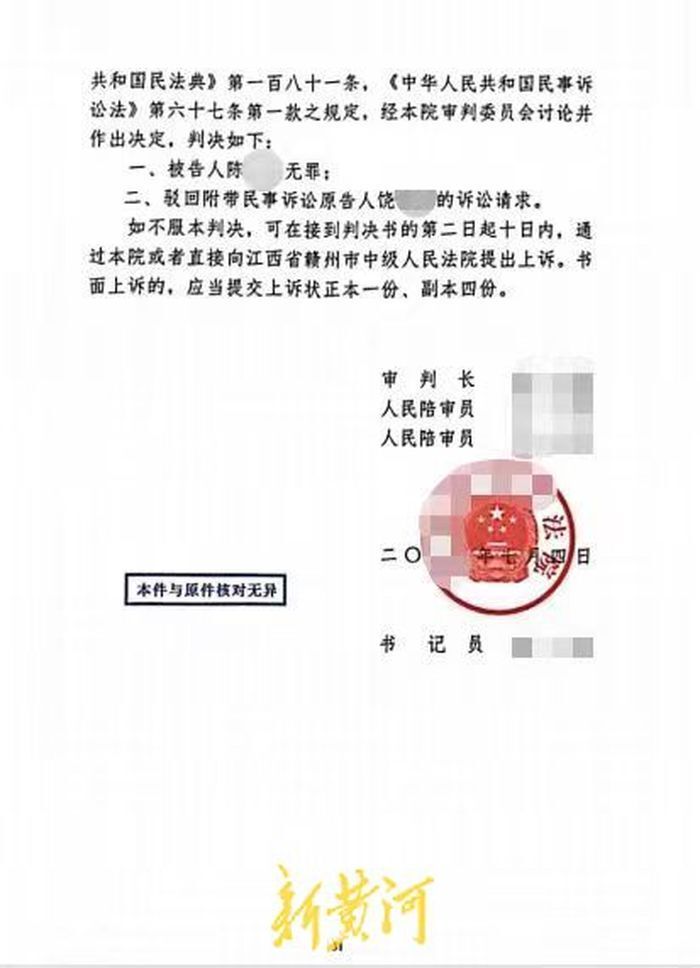 共和国民法典》第一百八十一条，《中华人民共和国民事诉
讼法》第六十七条第一款之规定，经本院审判委员会讨论并
作出决定，判决如下：
一、被告人陈 无罪；
二、驳回附带民事诉讼原告人饶 的诉讼请求。
如不服本判决，可在接到判决书的第二日起十日内，通
过本院或者直接向江西省赣州市中级人民法院提出上诉。书
面上诉的，应当提交上诉状正本一份、副本四份。
审 判 长
人民陪审员
人民陪审员
法院
二〇 年七月四日
本件与原件核对无异
书 记 员
新黄河